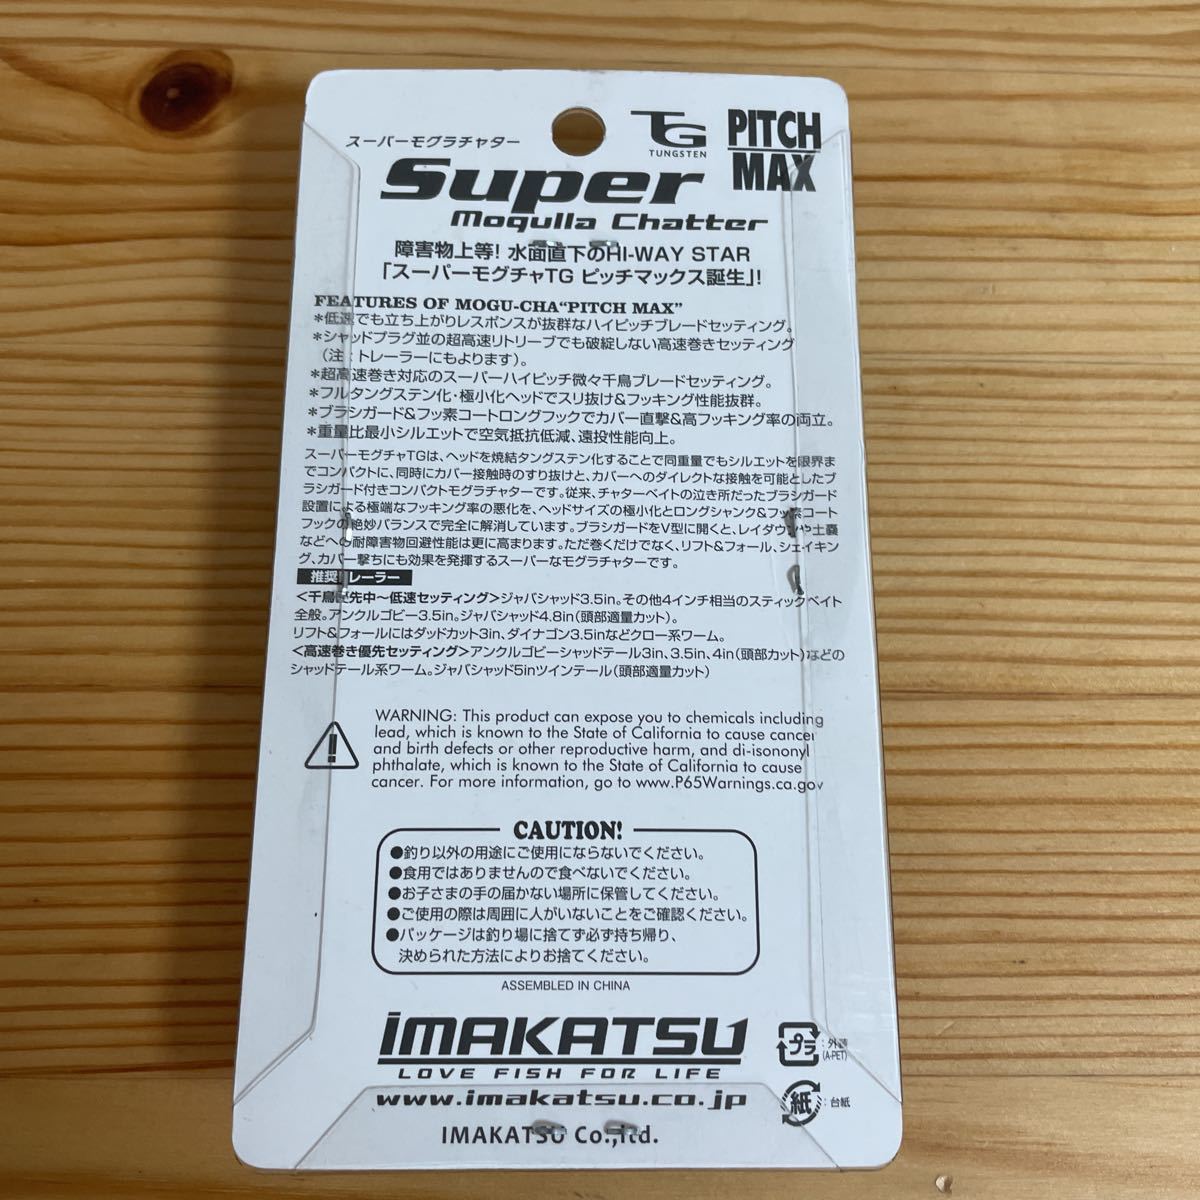 TG
TUNGSTEN
PITCH
MAX
スーパーモグラチャター
Super
Mogulla Chatter
障害物上等! 水面直下のHI-WAY STAR
「スーパーモグチャTG ピッチマックス誕生」!
FEATURES OF MOGU-CHA“PITCH MAX”
*低速でも立ち上がりレスポンスが抜群なハイピッチブレードセッティング。
*シャッドプラグ並の超高速リトリーブでも破綻しない高速巻きセッティング
(注:トレーラーにもよります)。
*超高速巻き対応のスーパーハイピッチ微々千鳥ブレードセッティング。
*フルタングステン化・極小化ヘッドでスリ抜け&フッキング性能抜群。
*ブラシガード&フッ素コートロングフックでカバー直撃&高フッキング率の両立。
*重量比最小シルエットで空気抵抗低減、遠投性能向上。
スーパーモグチャTGは、ヘッドを焼結タングステン化することで同重量でもシルエットを限界ま
でコンパクトに、同時にカバー接触時のすり抜けと、カバーへのダイレクトな接触を可能としたブ
ラシガード付きコンパクトモグラチャターです。従来、チャターベイトの泣き所だったブラシガード
設置による極端なフッキング率の悪化を、ヘッドサイズの極小化とロングシャンク&フッ素コート
フックの絶妙バランスで完全に解消しています。ブラシガードをV型に開くと、レイダウンや土嚢
などへの耐障害物回避性能は更に高まります。ただ巻くだけでなく、リフト&フォール、シェイキン
グ、カバー撃ちにも効果を発揮するスーパーなモグラチャターです。
推奨トレーラー
<千鳥優先中〜低速セッティング>ジャバシャッド3.5in。その他4インチ相当のスティックベイト
全般。アンクルゴビー3.5in。ジャバシャッド4.8in(頭部適量カット)。
リフト&フォールにはダッドカット3in、ダイナゴン3.5inなどクロー系ワーム。
<高速巻き優先セッティング>アンクルゴビーシャッドテール3in、3.5in、4in(頭部カット)などの
シャッドテール系ワーム。ジャバシャッド5inツインテール(頭部適量カット)
WARNING: This product can expose you to chemicals including
lead, which is known to the State of California to cause cancer
and birth defects or other reproductive harm, and di-isononyl
phthalate, which is known to the State of California to cause
cancer. For more information, go to www.P65Warnings.ca.gov
CAUTION!
●釣り以外の用途にご使用にならないでください。
●食用ではありませんので食べないでください。
●お子さまの手の届かない場所に保管してください。
●ご使用の際は周囲に人がいないことをご確認ください。
●パッケージは釣り場に捨てず必ず持ち帰り、
決められた方法によりお捨てください。
ASSEMBLED IN CHINA
imakatsu
LOVE FISH FOR LIFE
www.imakatsu.co.jp
IMAKATSU Co.,ltd.
プラ :外装
(A-PET)
紙 :台紙